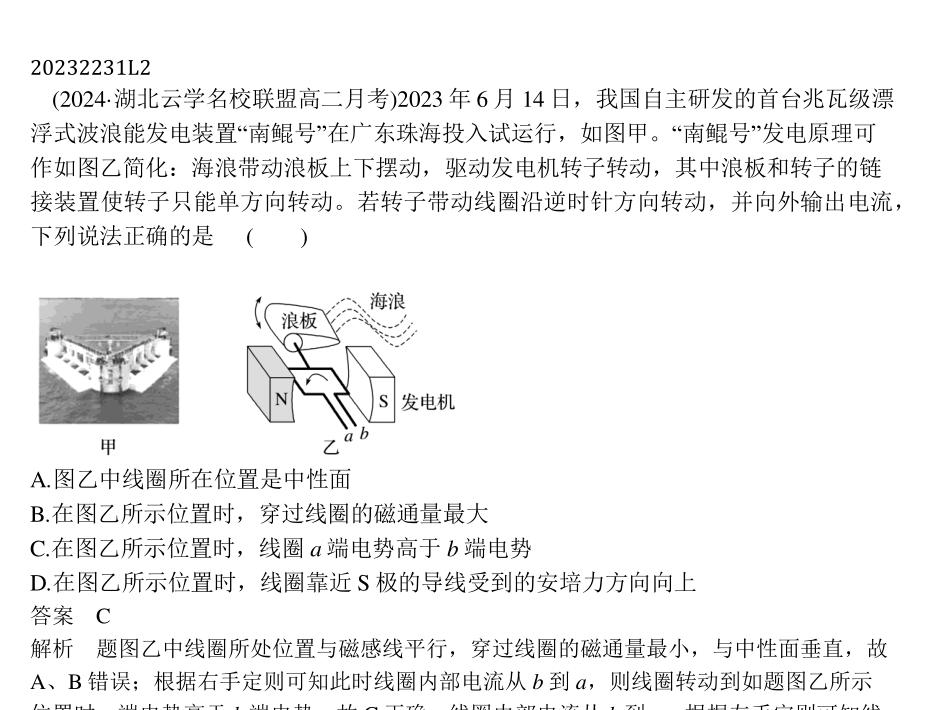 20232231L2
(2024·湖北云学名校联盟高二月考)2023 年 6 月 14 日，我国自主研发的首台兆瓦级漂
浮式波浪能发电装置“南鲲号”在广东珠海投入试运行，如图甲。“南鲲号”发电原理可
作如图乙简化：海浪带动浪板上下摆动，驱动发电机转子转动，其中浪板和转子的链
接装置使转子只能单方向转动。若转子带动线圈沿逆时针方向转动，并向外输出电流，
下列说法正确的是 (　　)
海浪
浪板
N
S 发电机
a b
甲
乙
A.图乙中线圈所在位置是中性面
B.在图乙所示位置时，穿过线圈的磁通量最大
C.在图乙所示位置时，线圈 a 端电势高于 b 端电势
D.在图乙所示位置时，线圈靠近 S 极的导线受到的安培力方向向上
答案　C
解析　题图乙中线圈所处位置与磁感线平行，穿过线圈的磁通量最小，与中性面垂直，故
A、B 错误；根据右手定则可知此时线圈内部电流从 b 到 a，则线圈转动到如题图乙所示